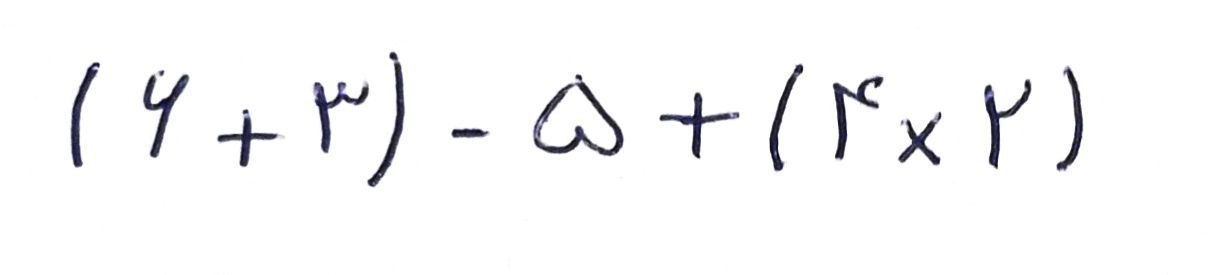 (۶ + ۳) - ۵ + (۴ × ۲)